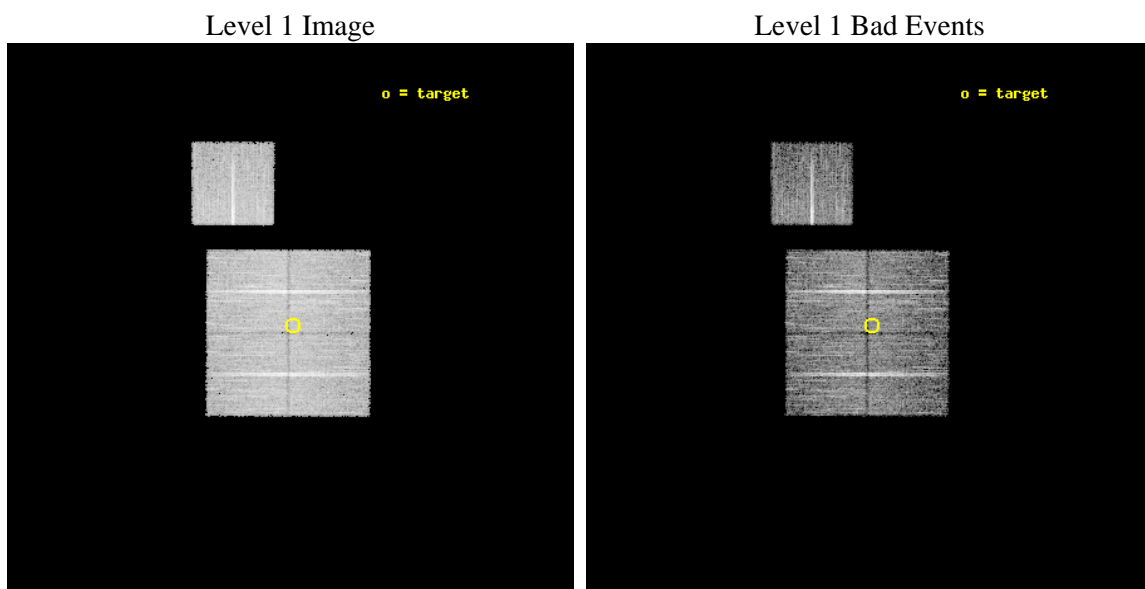 Level 1 Image
Level 1 Bad Events
o = target
o = target